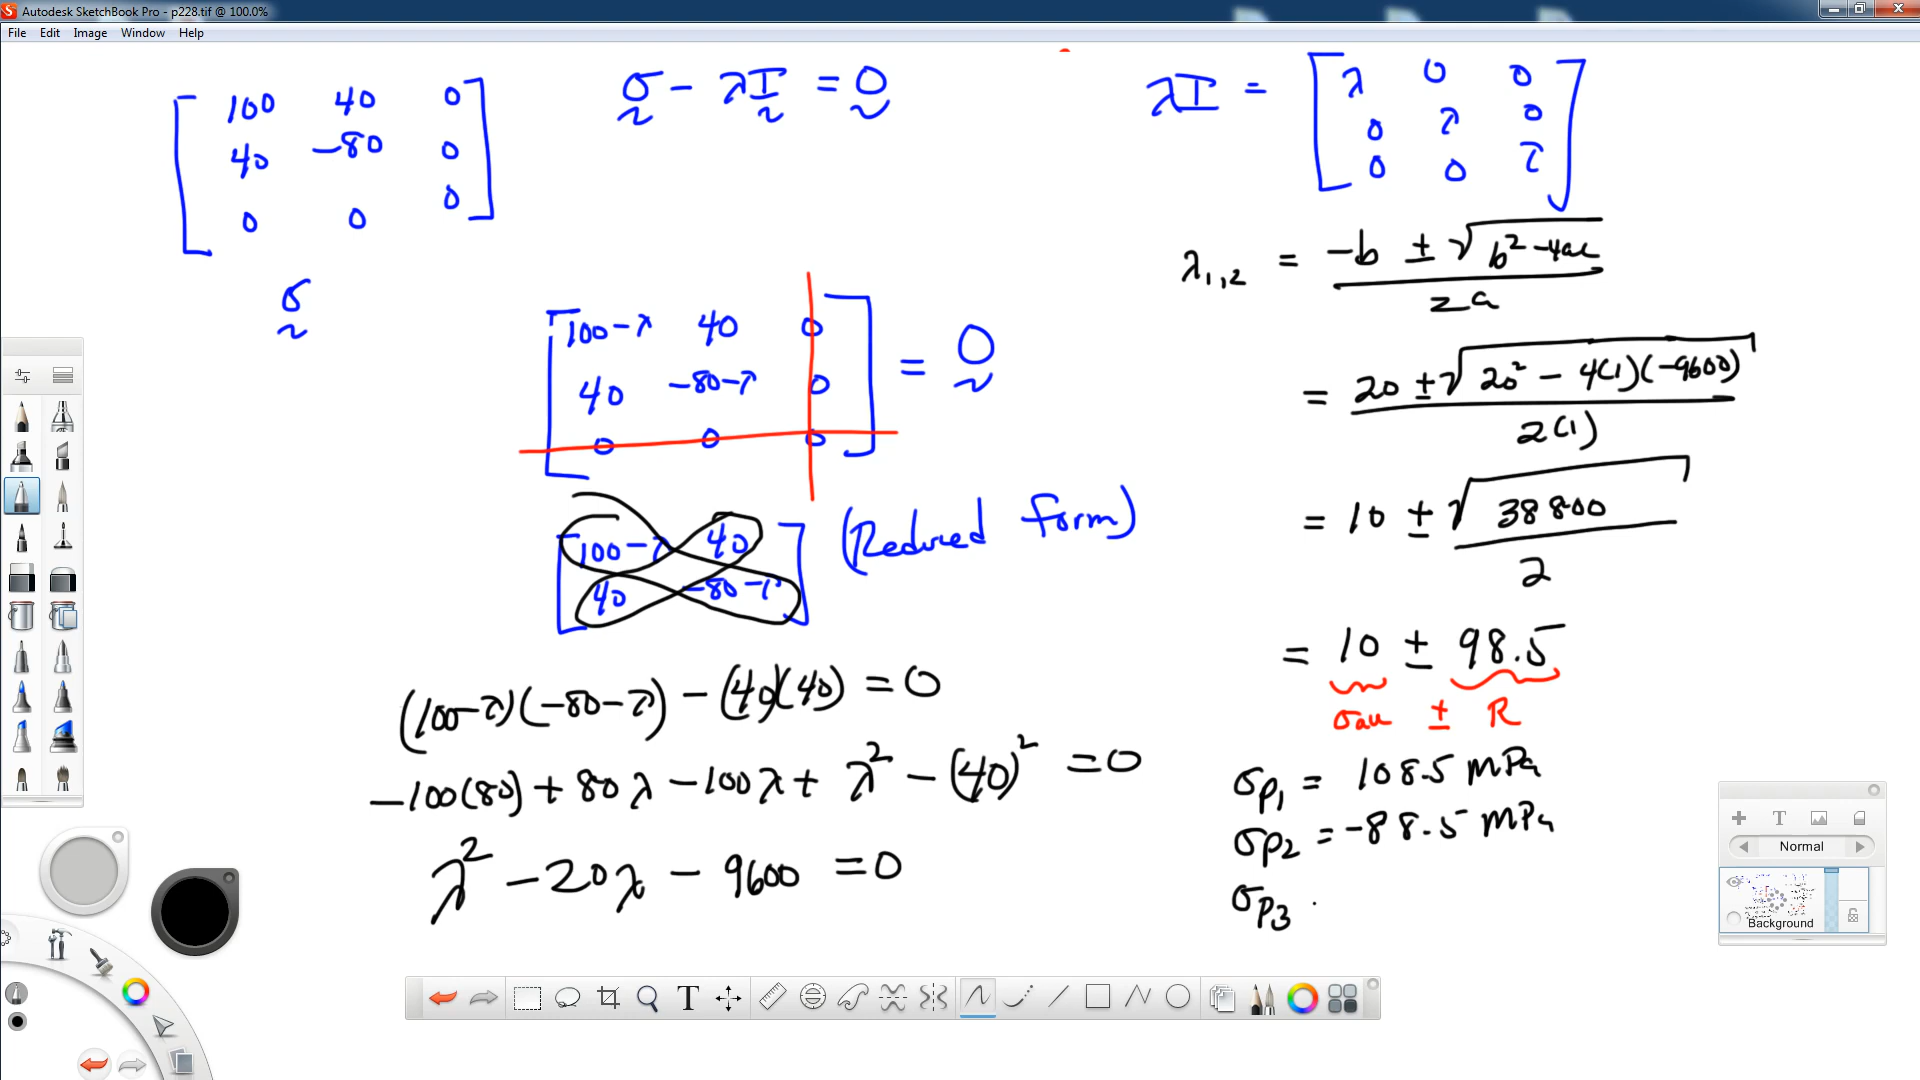 Autodesk SketchBook Pro - p228.tif @ 100.0%
File Edit Image Window Help
100 40 0
40 -80 0
0 0 0
σ
σ - λI = 0
λI =
λ 0 0
0 λ 0
0 0 λ
100-λ 40 0
40 -80-λ 0
0 0 0
= 0
100-λ 40
40 -80-λ
(Reduced form)
(100-λ)(-80-λ) - (40)(40) = 0
-100(80) + 80λ - 100λ + λ² - (40)² = 0
λ² - 20λ - 9600 = 0
λ1,2 = -b ± √b²-4ac
2a
= 20 ± √20² - 4(1)(-9600)
2(1)
= 10 ± √38800
2
= 10 ± 98.5
σav ± R
σp1 = 108.5 MPa
σp2 = -88.5 MPa
σp3
T
Normal
Background
T